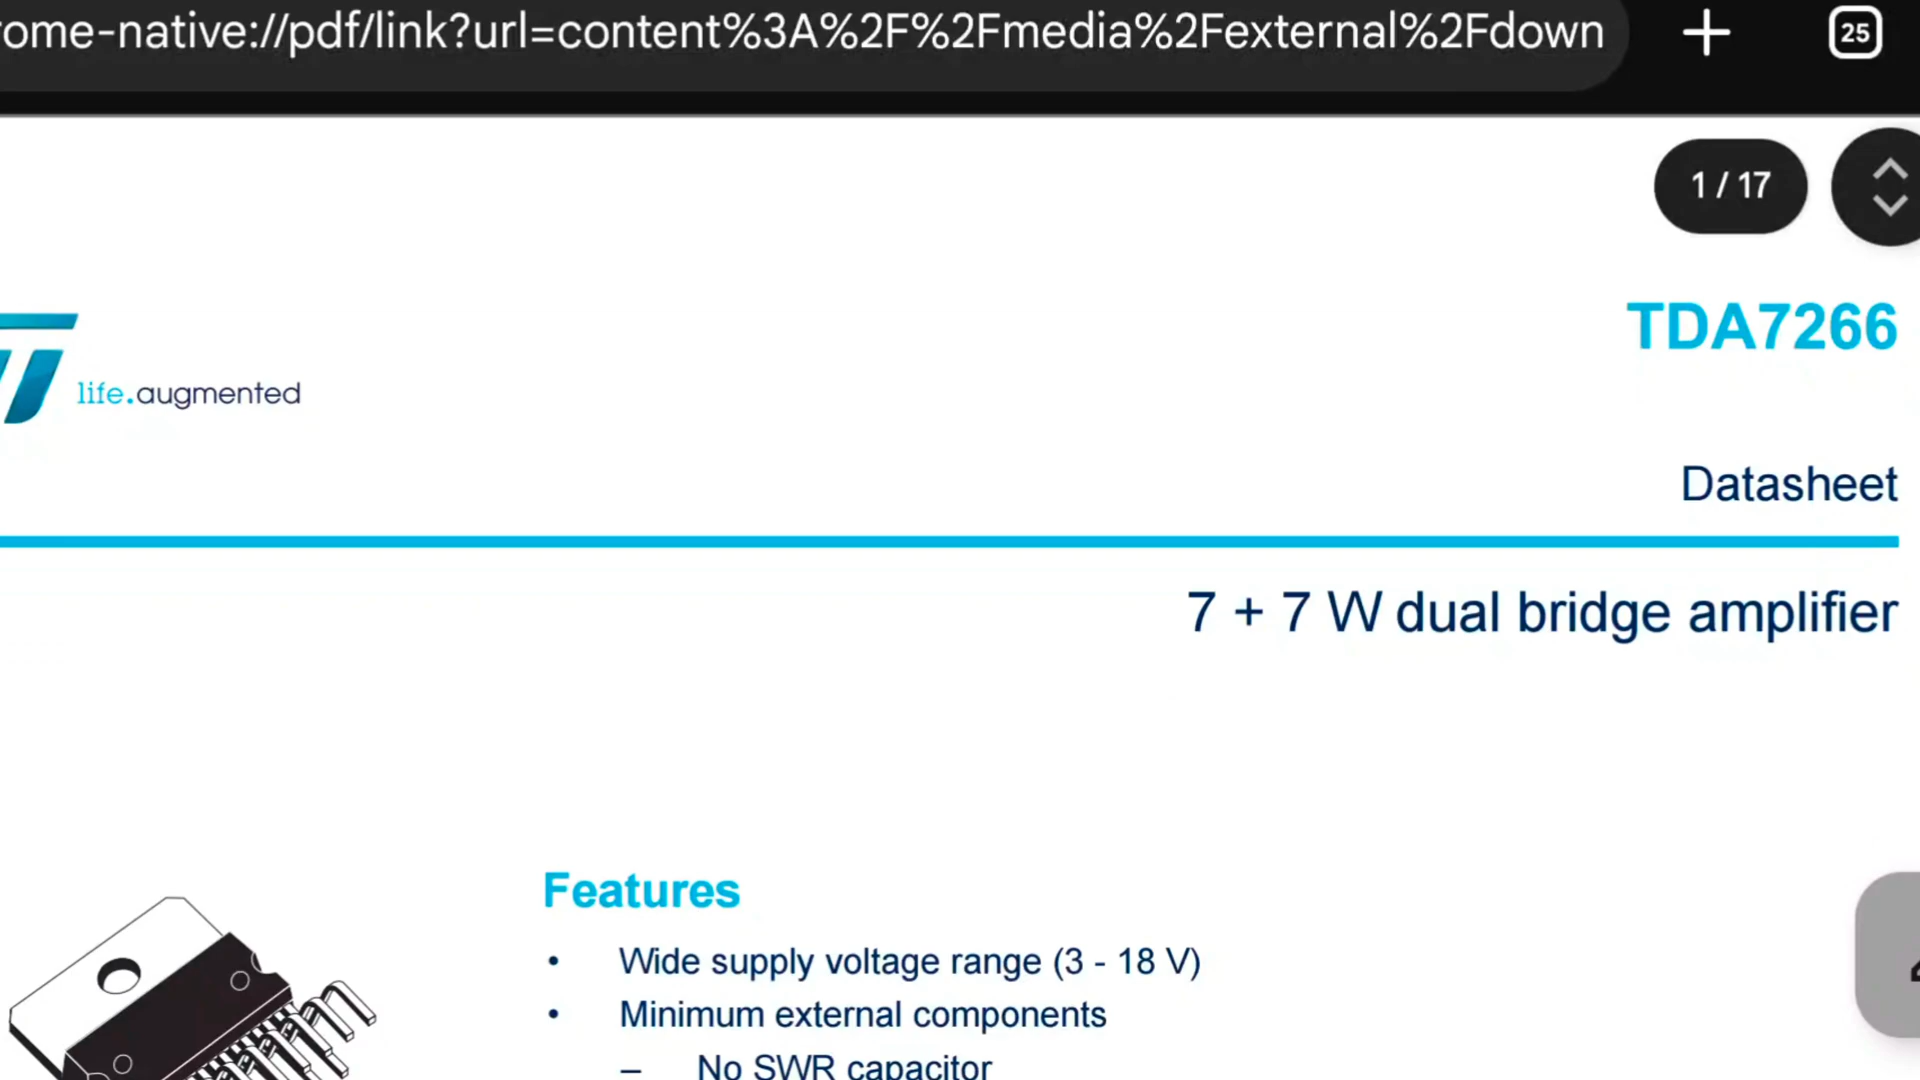 ome-native://pdf/link?url=content%3A%2F%2Fmedia%2Fexternal%2Fdown
25
1 / 17
TDA7266
life.augmented
Datasheet
7 + 7 W dual bridge amplifier
Features
• Wide supply voltage range (3 - 18 V)
• Minimum external components
– No SWR capacitor